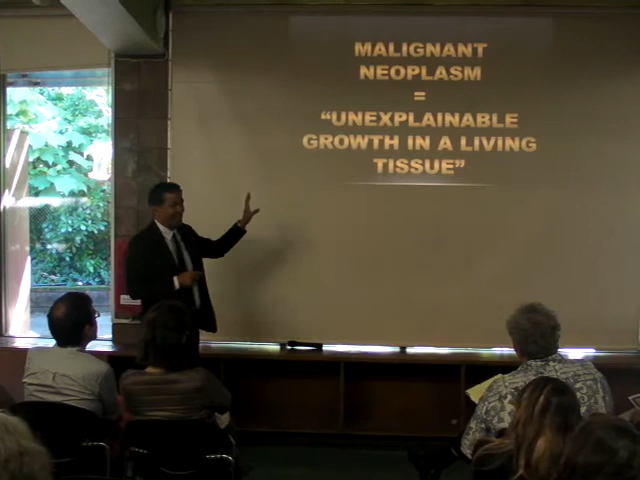 MALIGNANT
NEOPLASM
=
“UNEXPLAINABLE
GROWTH IN A LIVING
TISSUE”